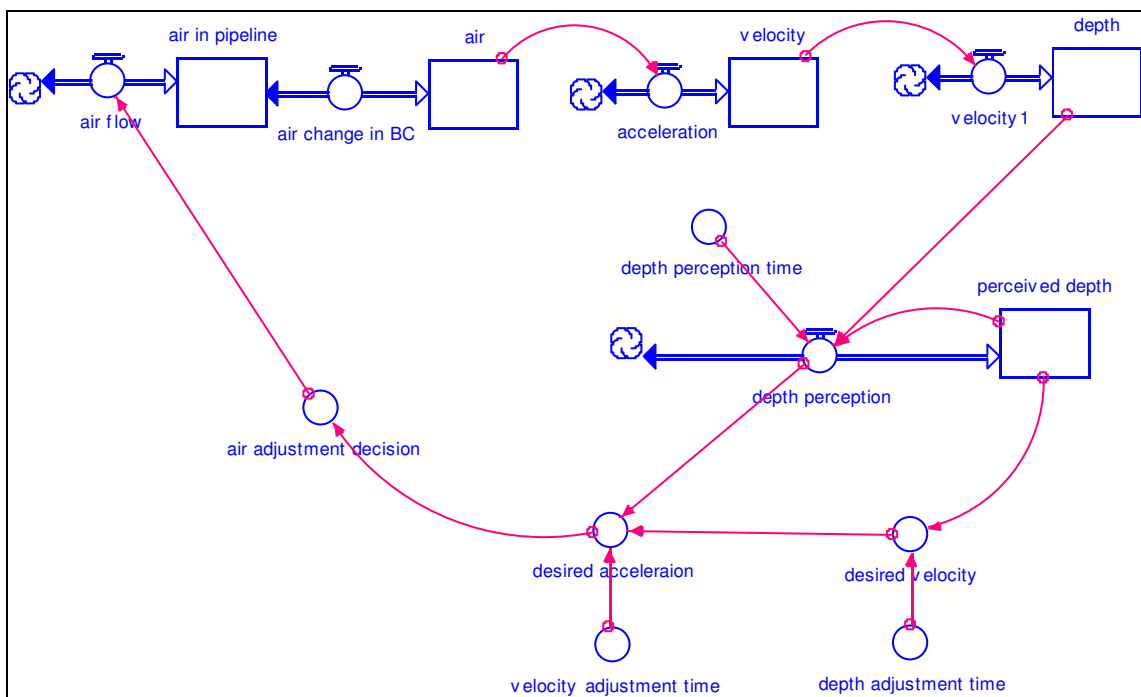 air in pipeline
air
velocity
depth
air flow
air change in BC
acceleration
velocity 1
depth perception time
perceived depth
depth perception
air adjustment decision
desired acceleraion
desired velocity
velocity adjustment time
depth adjustment time